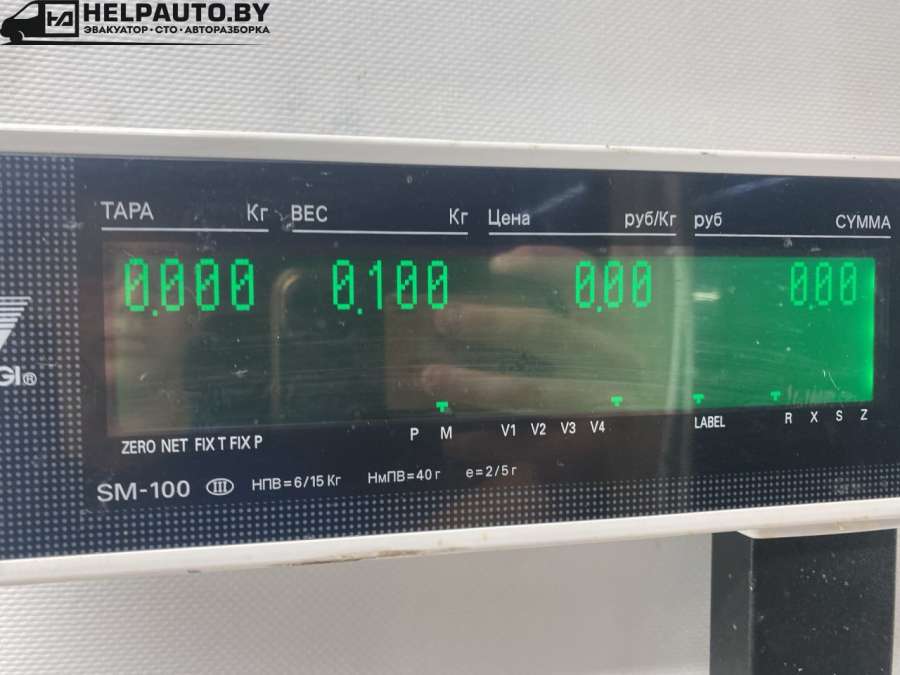 HELPAUTO.BY
ЭВАКУАТОР·СТО·АВТОРАЗБОРКА
ТАРА Кг ВЕС Кг Цена руб/Кг руб СУММА
0.000 0.100 0.00 0.00
P M V1 V2 V3 V4 LABEL R X S Z
ZERO NET FIX T FIX P
SM-100 III НПВ=6/15 Кг НмПВ=40 г e=2/5 г